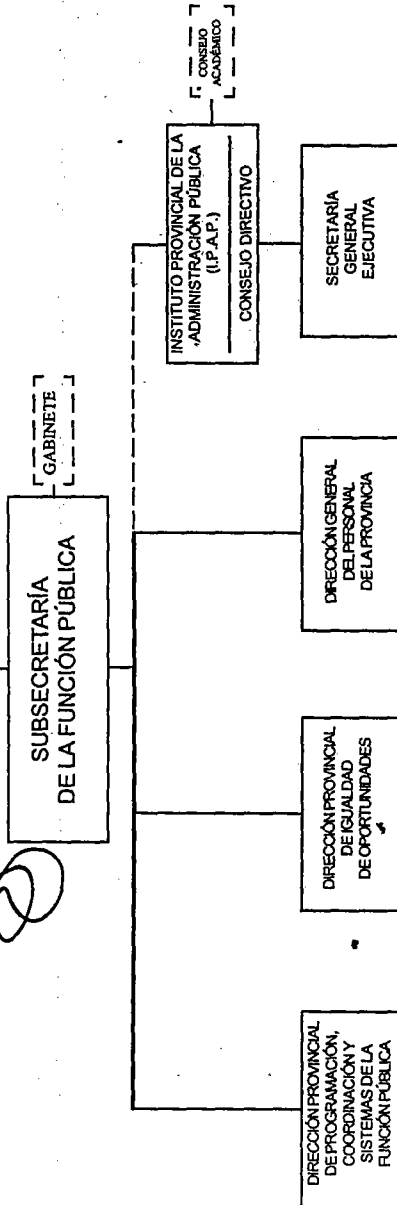 SUBSECRETARÍA
DE LA FUNCIÓN PÚBLICA
GABINETE
INSTITUTO PROVINCIAL DE LA
ADMINISTRACIÓN PÚBLICA
(I.P.A.P.)
CONSEJO DIRECTIVO
CONSEJO
ACADÉMICO
DIRECCIÓN PROVINCIAL
DE PROGRAMACIÓN,
COORDINACIÓN Y
SISTEMAS DE LA
FUNCIÓN PÚBLICA
DIRECCIÓN PROVINCIAL
DE IGUALDAD
DE OPORTUNIDADES
DIRECCIÓN GENERAL
DEL PERSONAL
DE LA PROVINCIA
SECRETARÍA
GENERAL
EJECUTIVA